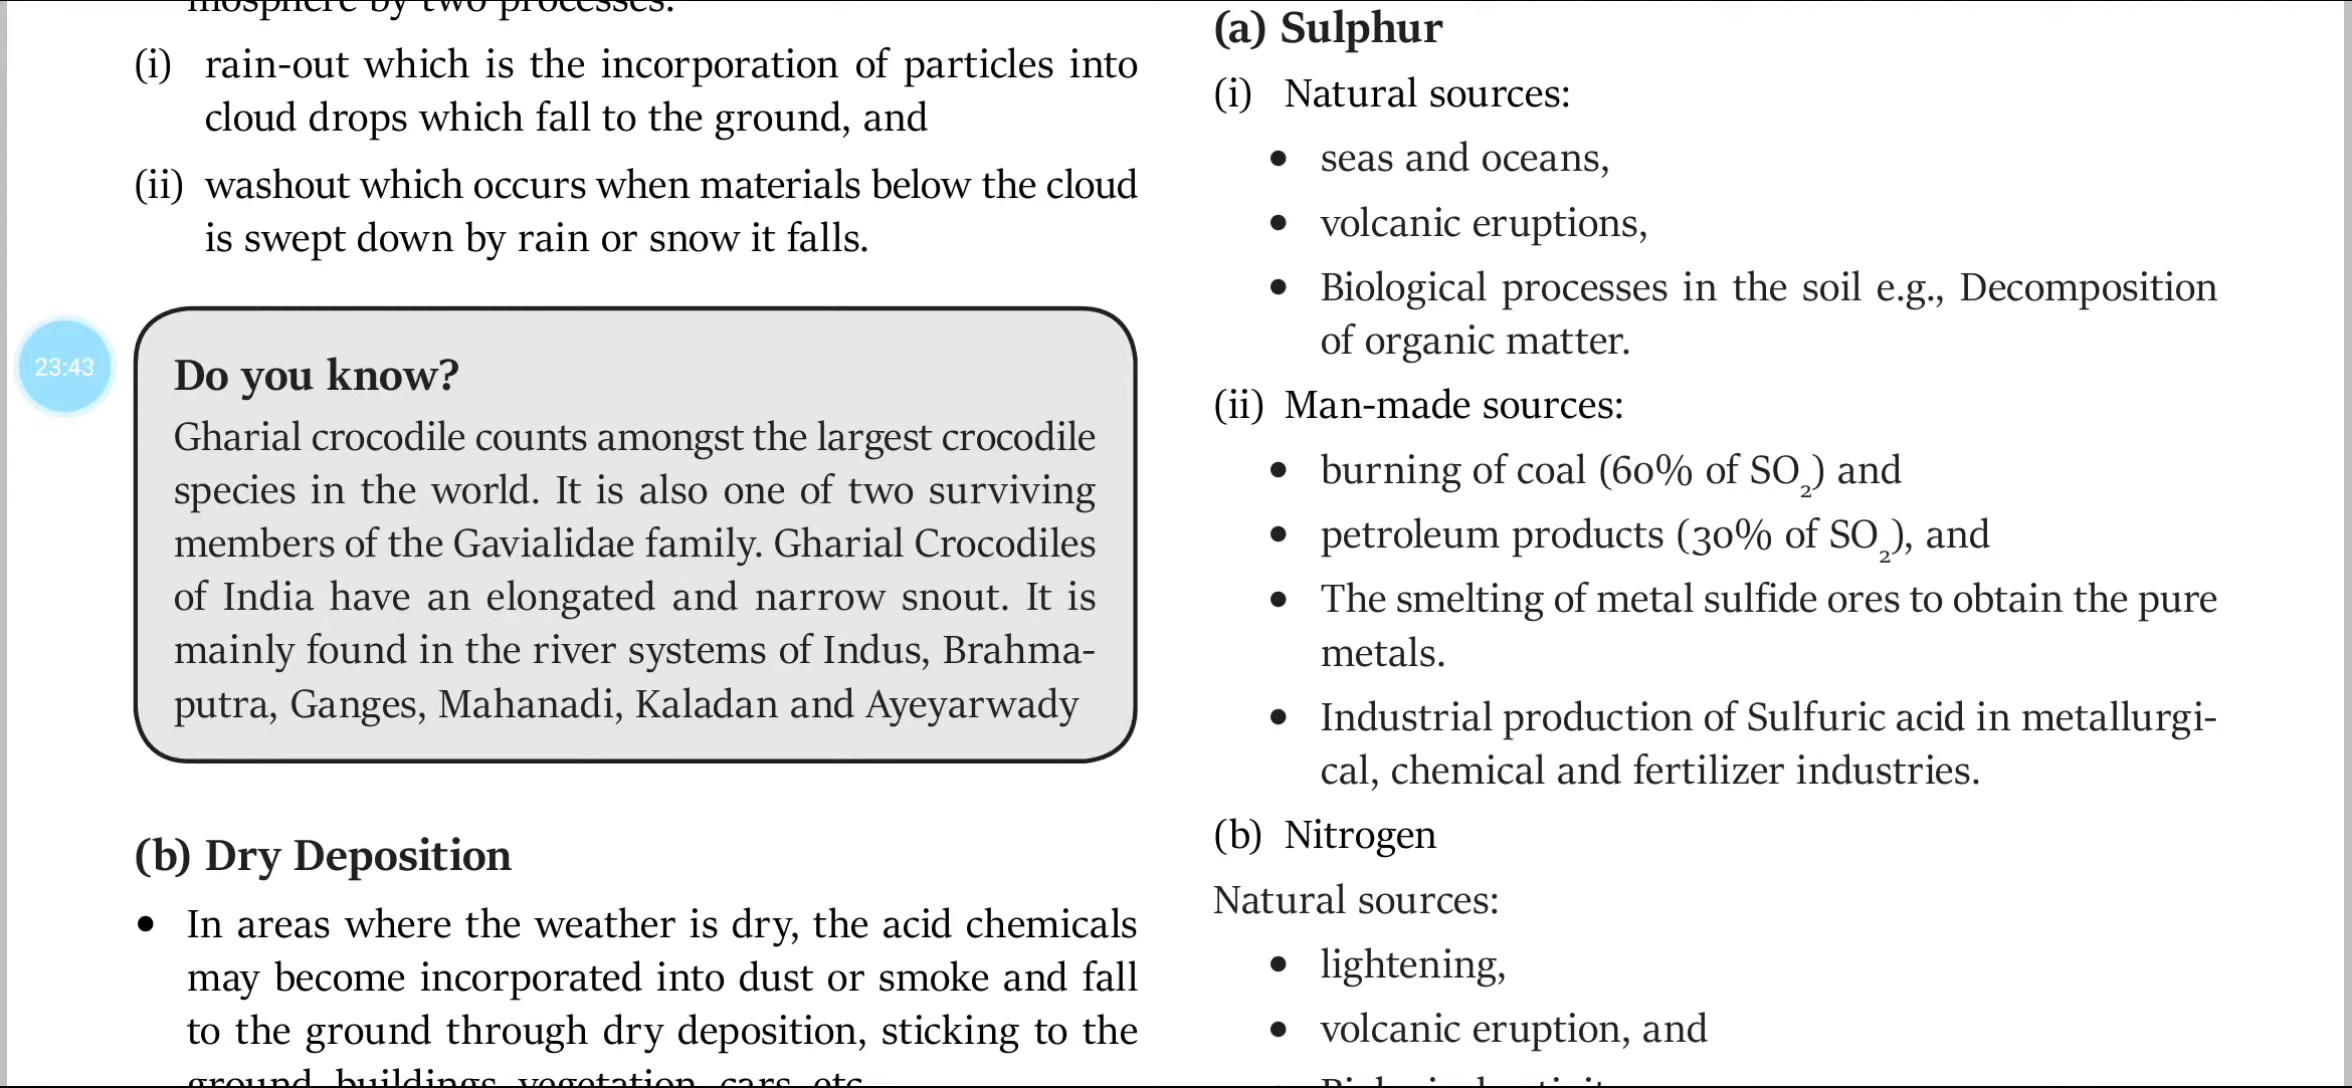 mosphere by two processes.
(i) rain-out which is the incorporation of particles into
cloud drops which fall to the ground, and
(ii) washout which occurs when materials below the cloud
is swept down by rain or snow it falls.
23:43
Do you know?
Gharial crocodile counts amongst the largest crocodile
species in the world. It is also one of two surviving
members of the Gavialidae family. Gharial Crocodiles
of India have an elongated and narrow snout. It is
mainly found in the river systems of Indus, Brahma-
putra, Ganges, Mahanadi, Kaladan and Ayeyarwady
(b) Dry Deposition
• In areas where the weather is dry, the acid chemicals
may become incorporated into dust or smoke and fall
to the ground through dry deposition, sticking to the
ground, buildings, vegetation, cars, etc.
(a) Sulphur
(i) Natural sources:
• seas and oceans,
• volcanic eruptions,
• Biological processes in the soil e.g., Decomposition
of organic matter.
(ii) Man-made sources:
• burning of coal (60% of SO₂) and
• petroleum products (30% of SO₂), and
• The smelting of metal sulfide ores to obtain the pure
metals.
• Industrial production of Sulfuric acid in metallurgi-
cal, chemical and fertilizer industries.
(b) Nitrogen
Natural sources:
• lightening,
• volcanic eruption, and